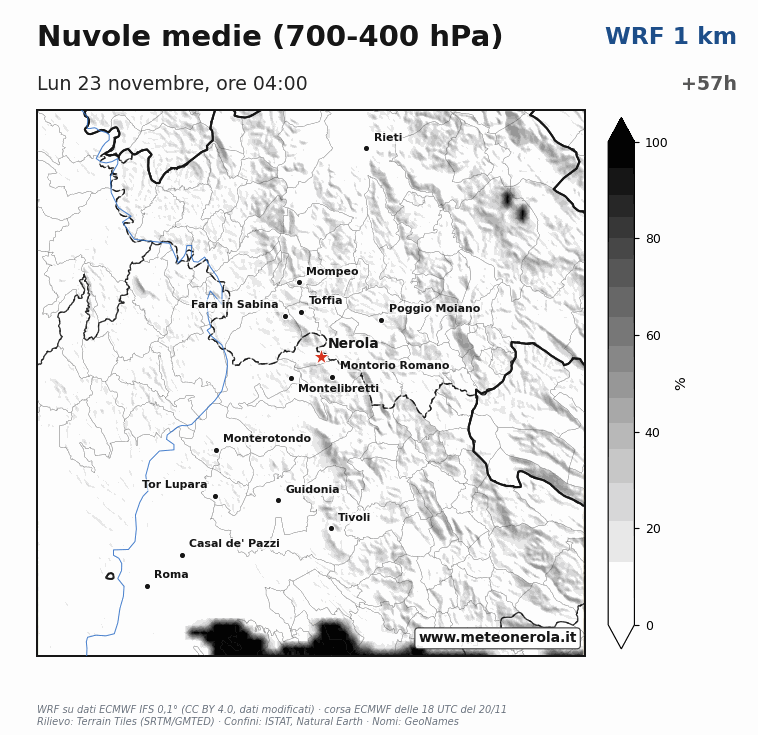 Nuvole medie (700-400 hPa)
WRF 1 km
Lun 23 novembre, ore 04:00
+57h
Rieti
Mompeo
Fara in Sabina
Toffia
Poggio Moiano
Nerola
Montorio Romano
Montelibretti
Monterotondo
Tor Lupara
Guidonia
Tivoli
Casal de' Pazzi
Roma
www.meteonerola.it
100
80
60
40
20
0
%
WRF su dati ECMWF IFS 0,1° (CC BY 4.0, dati modificati) · corsa ECMWF delle 18 UTC del 20/11
Rilievo: Terrain Tiles (SRTM/GMTED) · Confini: ISTAT, Natural Earth · Nomi: GeoNames